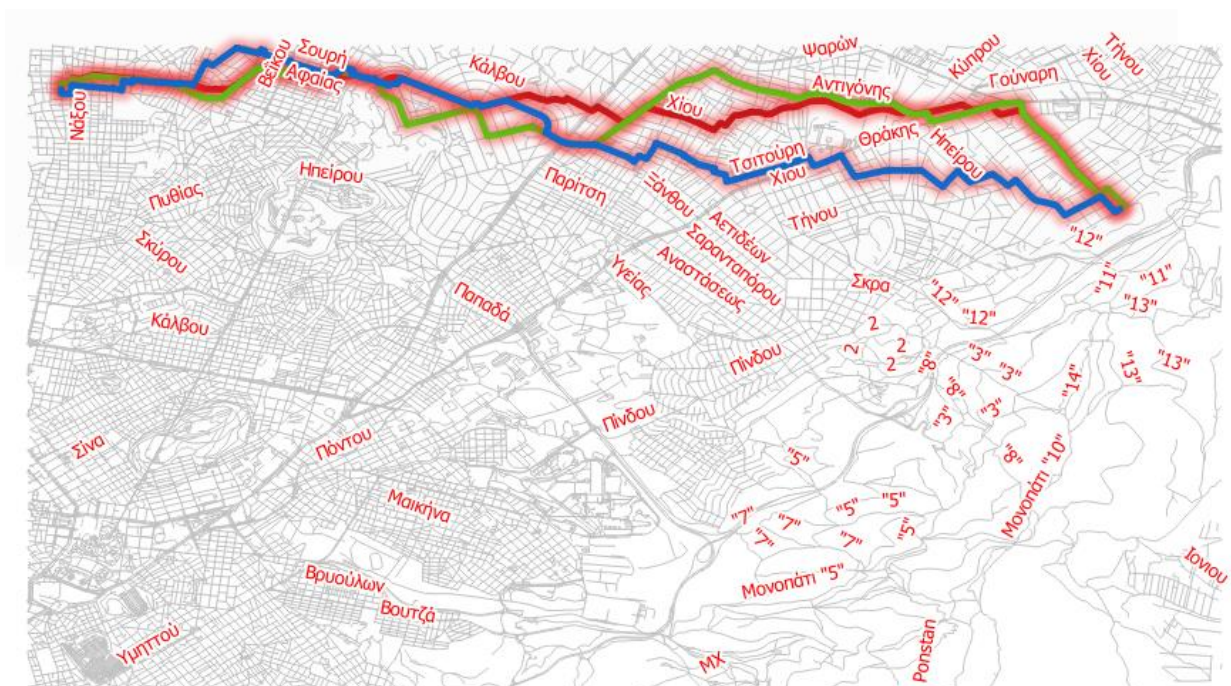 Ψαρών
Τήνου
Χίου
Κύπρου
Γούναρη
Σουρή
Βεΐκου
Αφαίας
Κάλβου
Αντιγόνης
Χίου
Νάξου
Θράκης
Ηπείρου
Τσιτούρη
Χίου
Ηπείρου
Πυθίας
Παρίτση
Ξάνθου
Αετιδέων
Τήνου
"12"
Σκύρου
Σαρανταπόρου
Αναστάσεως
Υγείας
Σκρα
"12"
"12"
"11"
"11"
"13"
Παπαδά
Κάλβου
2
2
2
2
Πίνδου
"8"
"3"
"3"
"13"
"13"
"14"
"8"
"3"
"3"
Πίνδου
Σίνα
Πόντου
"5"
"8"
Μονοπάτι "10"
Μαικήνα
"7"
"7"
"7"
"5"
"5"
"7"
"5"
Βρυούλων
Βουτζά
Μονοπάτι "5"
Ιονιου
Υμηττού
ΜΧ
Ponstan